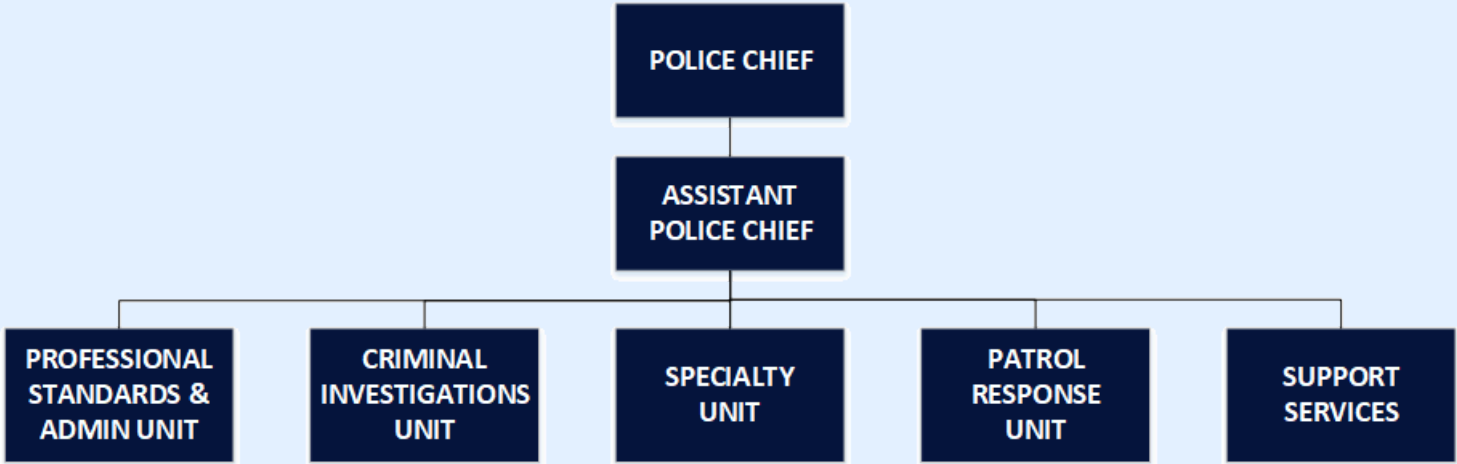 POLICE CHIEF
ASSISTANT
POLICE CHIEF
PROFESSIONAL
STANDARDS &
ADMIN UNIT
CRIMINAL
INVESTIGATIONS
UNIT
SPECIALTY
UNIT
PATROL
RESPONSE
UNIT
SUPPORT
SERVICES